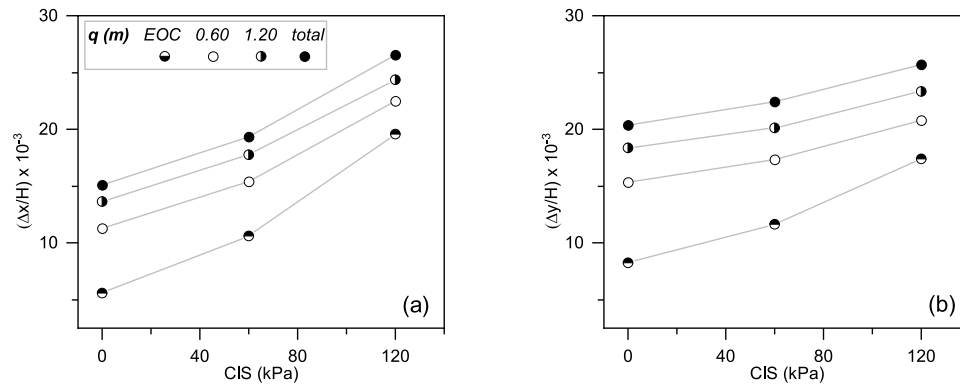 30
20
10
(Δx/H) x 10-3
q (m) EOC 0.60 1.20 total
(a)
0 40 80 120
CIS (kPa)
30
20
10
(Δy/H) x 10-3
(b)
0 40 80 120
CIS (kPa)